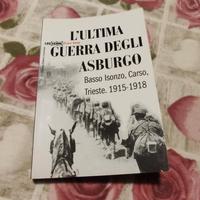 L'ULTIMA
GUERRA DEGLI
ASBURGO
Basso Isonzo, Carso,
Trieste. 1915-1918